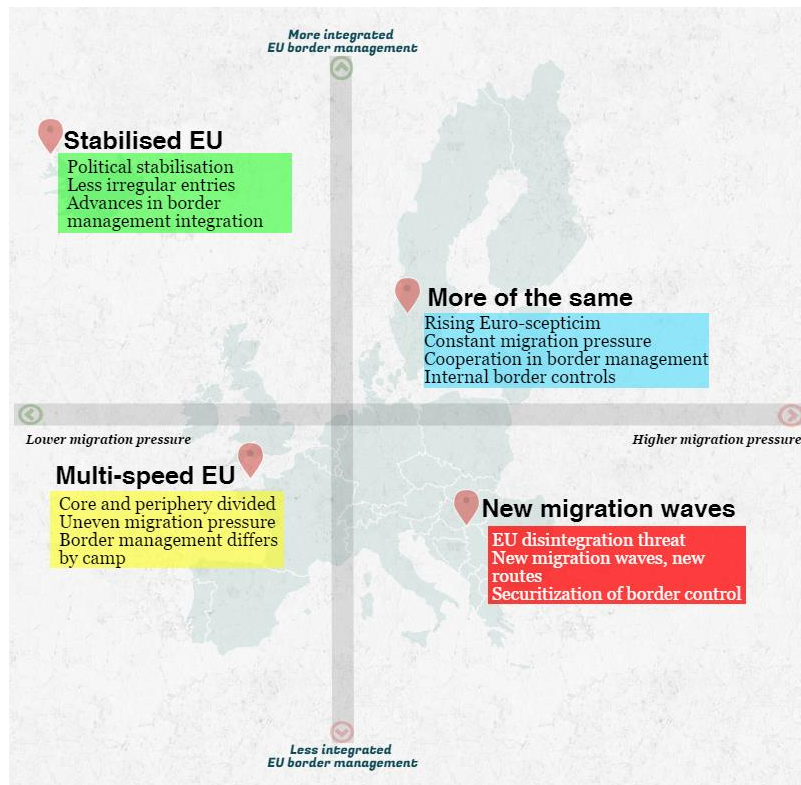 More integrated
EU border management
Stabilised EU
Political stabilisation
Less irregular entries
Advances in border
management integration
More of the same
Rising Euro-scepticim
Constant migration pressure
Cooperation in border management
Internal border controls
Lower migration pressure
Higher migration pressure
Multi-speed EU
Core and periphery divided
Uneven migration pressure
Border management differs
by camp
New migration waves
EU disintegration threat
New migration waves, new
routes
Securitization of border control
Less integrated
EU border management